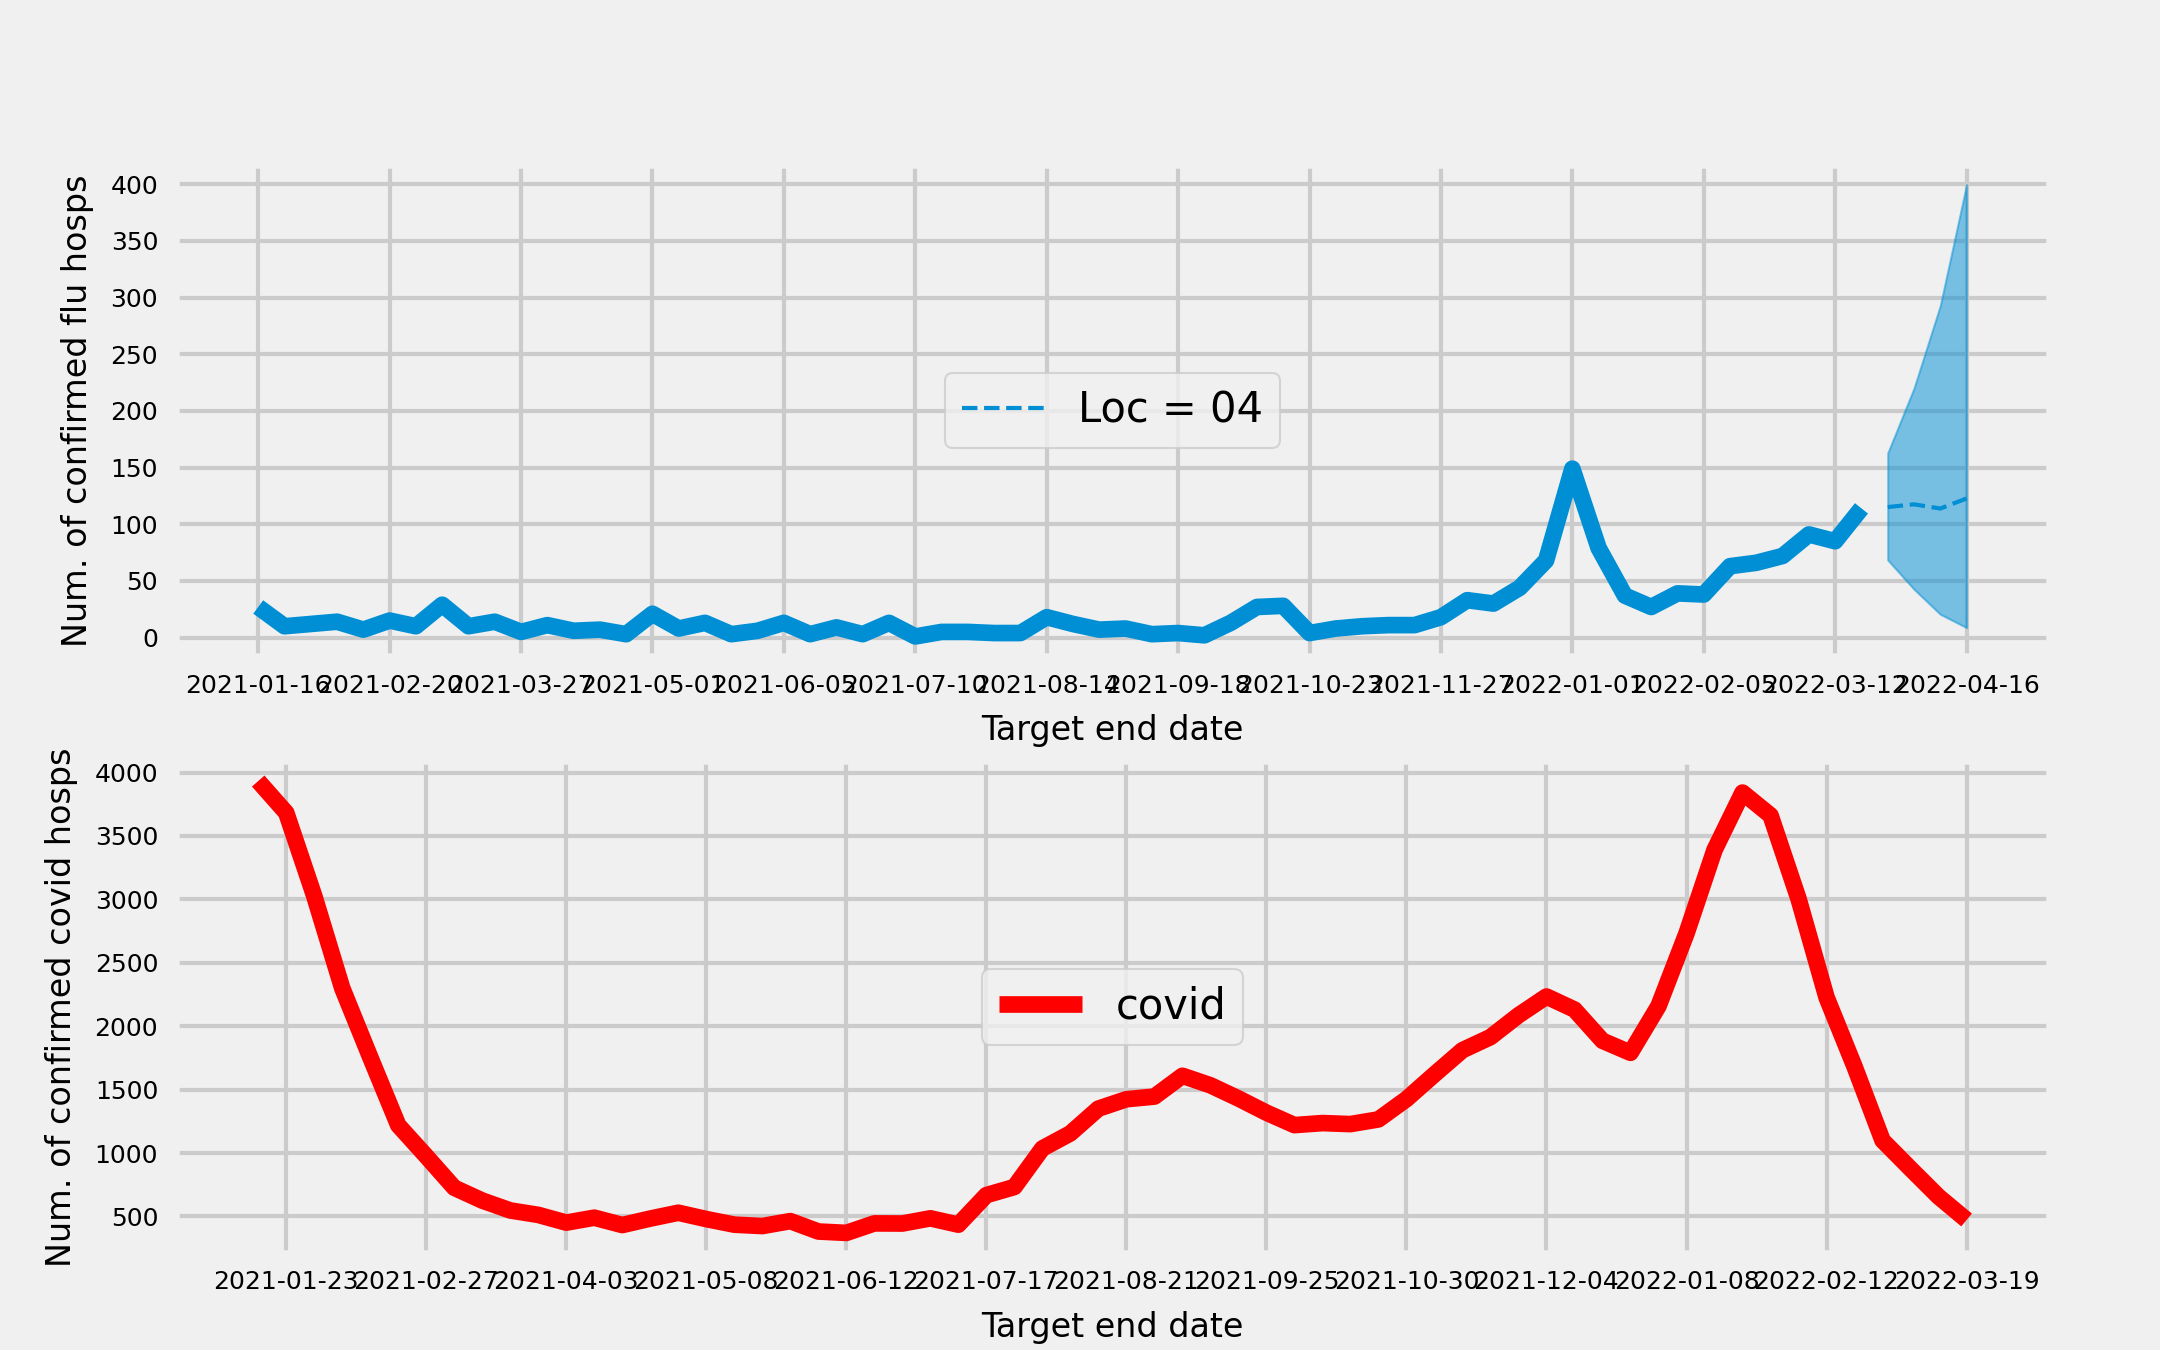 Num. of confirmed flu hosps
400
350
300
250
200
150
100
50
0
Loc = 04
2021-01-16 2021-02-20 2021-03-27 2021-05-01 2021-06-05 2021-07-10 2021-08-14 2021-09-18 2021-10-23 2021-11-27 2022-01-01 2022-02-05 2022-03-12 2022-04-16
Target end date
Num. of confirmed covid hosps
4000
3500
3000
2500
2000
1500
1000
500
covid
2021-01-23 2021-02-27 2021-04-03 2021-05-08 2021-06-12 2021-07-17 2021-08-21 2021-09-25 2021-10-30 2021-12-04 2022-01-08 2022-02-12 2022-03-19
Target end date